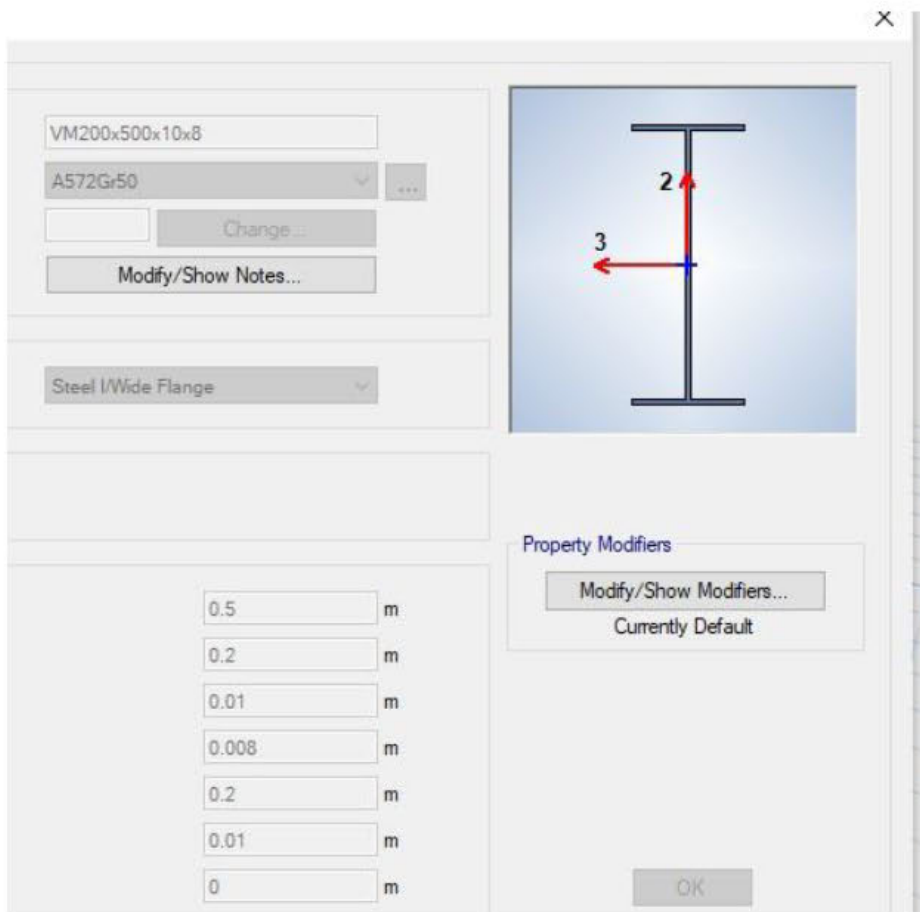 VM200x500x10x8
A572Gr50
...
Change...
Modify/Show Notes...
Steel I/Wide Flange
2
3
Property Modifiers
Modify/Show Modifiers...
Currently Default
0.5 m
0.2 m
0.01 m
0.008 m
0.2 m
0.01 m
0 m
OK